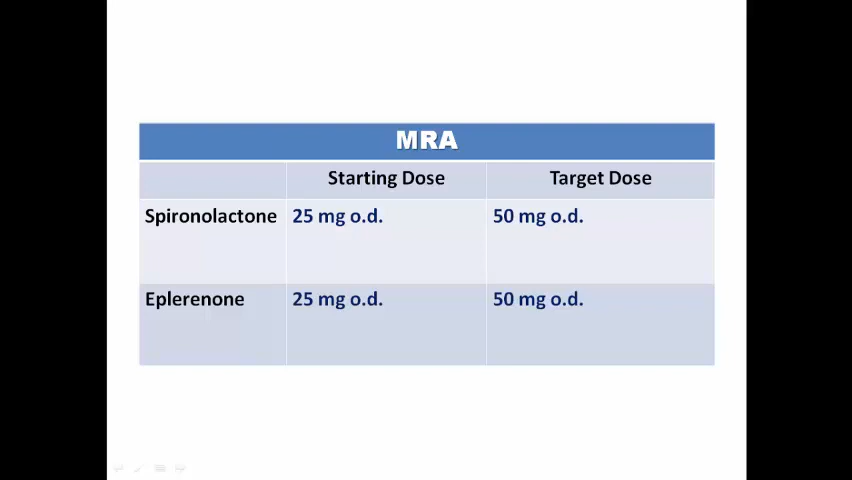 MRA
Starting Dose Target Dose
Spironolactone 25 mg o.d. 50 mg o.d.
Eplerenone 25 mg o.d. 50 mg o.d.